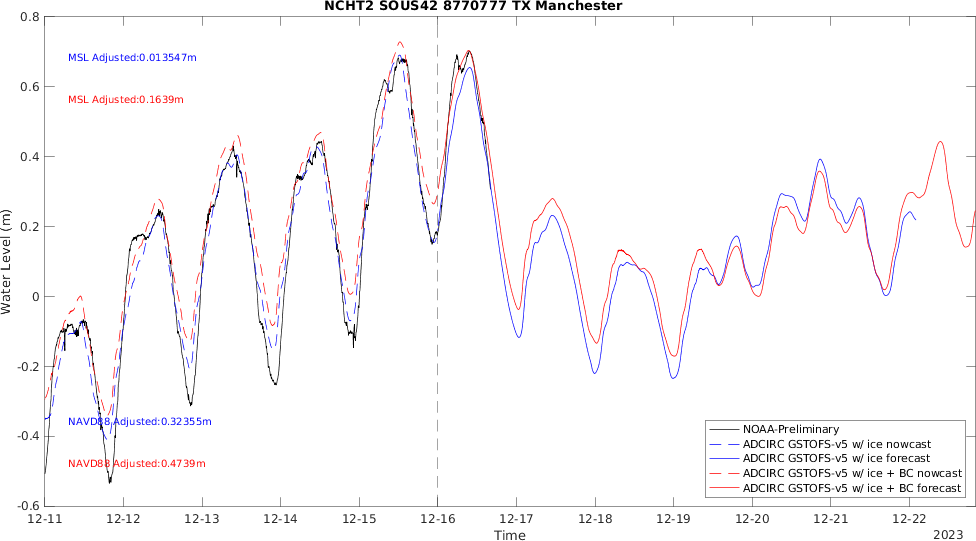 NCHT2 SOUS42 8770777 TX Manchester
0.8
0.6
0.4
0.2
0
-0.2
-0.4
-0.6
Water Level (m)
MSL Adjusted:0.013547m
MSL Adjusted:0.1639m
NAVD88 Adjusted:0.32355m
NAVD88 Adjusted:0.4739m
NOAA-Preliminary
ADCIRC GSTOFS-v5 w/ ice nowcast
ADCIRC GSTOFS-v5 w/ ice forecast
ADCIRC GSTOFS-v5 w/ ice + BC nowcast
ADCIRC GSTOFS-v5 w/ ice + BC forecast
12-11 12-12 12-13 12-14 12-15 12-16 12-17 12-18 12-19 12-20 12-21 12-22
Time
2023